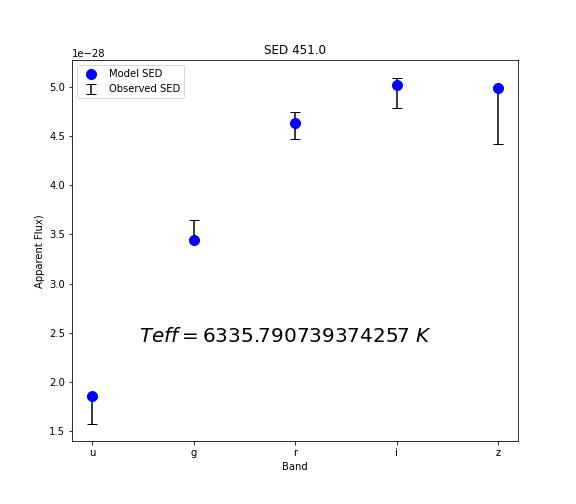 SED 451.0
1e−28
Model SED
Observed SED
5.0
4.5
4.0
3.5
3.0
2.5
2.0
1.5
Apparent Flux)
Teff = 6335.790739374257 K
u g r i z
Band